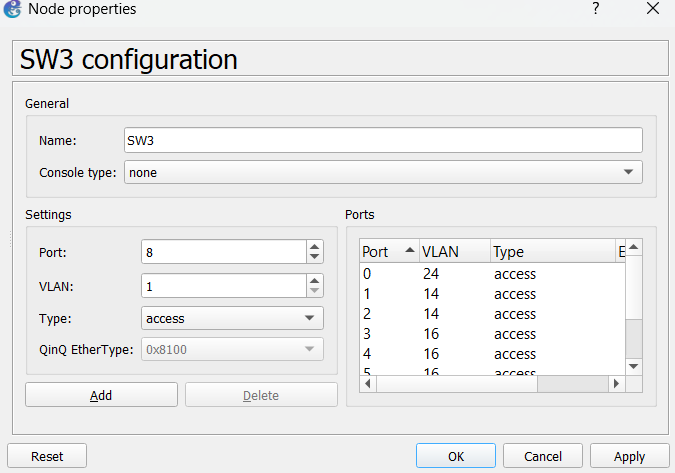 Node properties ?
SW3 configuration
General
Name: SW3
Console type: none
Settings
Port: 8
VLAN: 1
Type: access
QinQ EtherType: 0x8100
Add Delete
Ports
Port VLAN Type E
0 24 access
1 14 access
2 14 access
3 16 access
4 16 access
5 16 access
Reset OK Cancel Apply